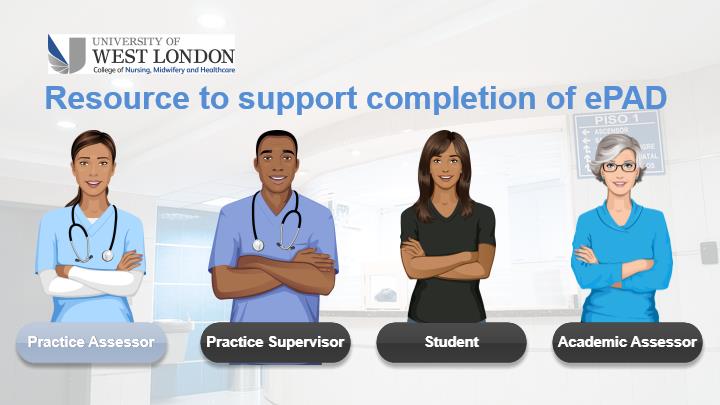 UNIVERSITY OF
WEST LONDON
College of Nursing, Midwifery and Healthcare
Resource to support completion of ePAD
PISO 1
ASCENSOR
Practice Assessor
Practice Supervisor
Student
Academic Assessor